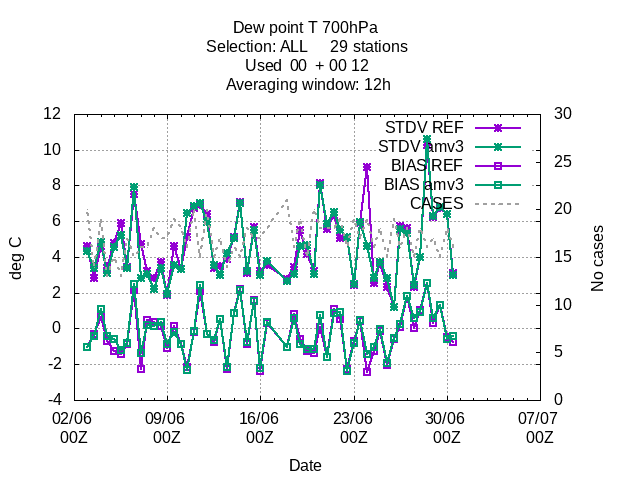 Dew point T 700hPa
Selection: ALL     29 stations
Used  00  + 00 12
Averaging window: 12h
12
10
8
6
4
2
0
-2
-4
30
25
20
15
10
5
0
STDV REF
STDV amv3
BIAS REF
BIAS amv3
CASES
deg C
No cases
02/06 09/06 16/06 23/06 30/06 07/07
00Z 00Z 00Z 00Z 00Z 00Z
Date